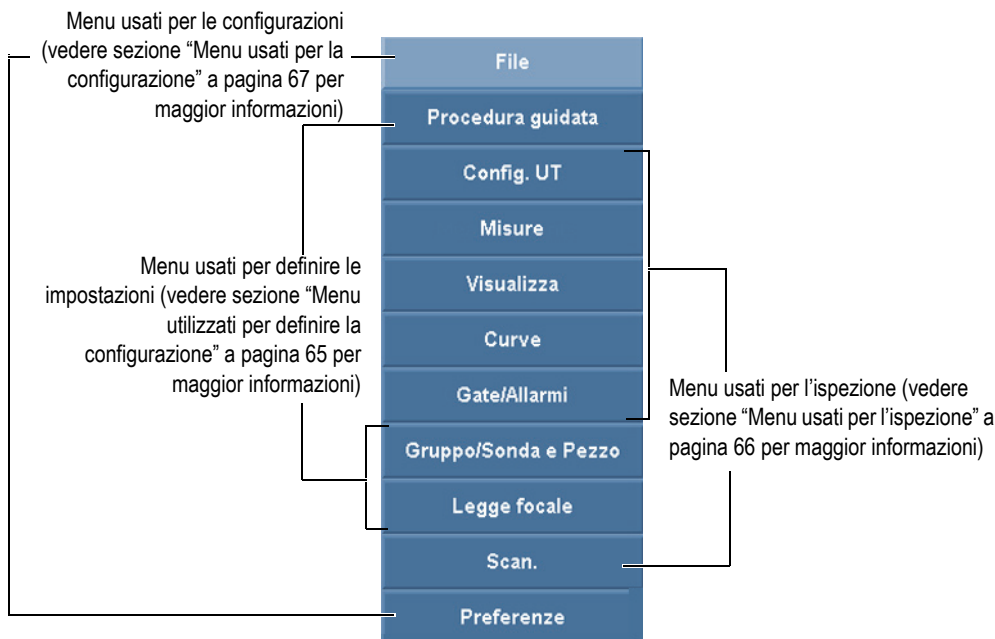 Menu usati per le configurazioni
(vedere sezione “Menu usati per la
configurazione” a pagina 67 per
maggior informazioni)
File
Procedura guidata
Config. UT
Misure
Visualizza
Curve
Gate/Allarmi
Gruppo/Sonda e Pezzo
Legge focale
Scan.
Preferenze
Menu usati per definire le
impostazioni (vedere sezione “Menu
utilizzati per definire la
configurazione” a pagina 65 per
maggior informazioni)
Menu usati per l’ispezione (vedere
sezione “Menu usati per l’ispezione” a
pagina 66 per maggior informazioni)